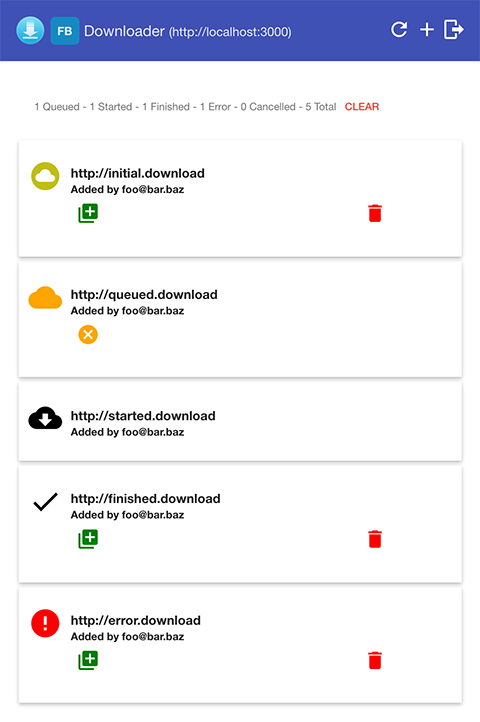 FB Downloader (http://localhost:3000)
1 Queued - 1 Started - 1 Finished - 1 Error - 0 Cancelled - 5 Total CLEAR
http://initial.download
Added by foo@bar.baz
http://queued.download
Added by foo@bar.baz
http://started.download
Added by foo@bar.baz
http://finished.download
Added by foo@bar.baz
http://error.download
Added by foo@bar.baz